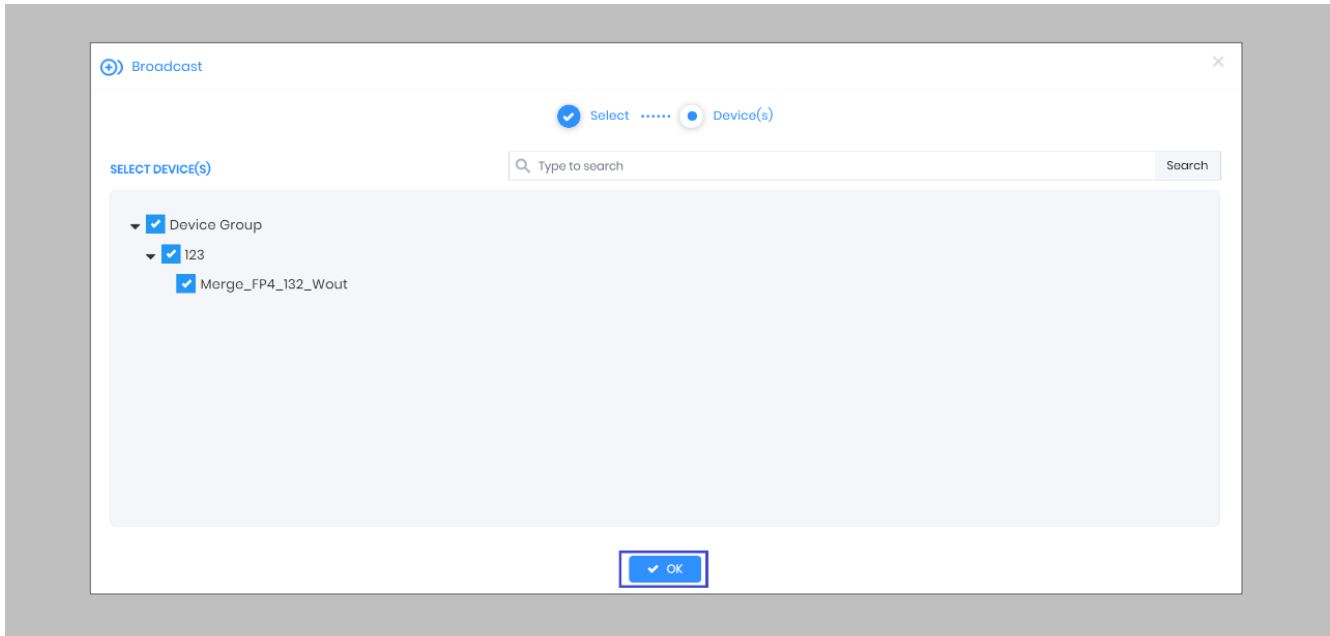 Broadcast
Select
Device(s)
SELECT DEVICE(S)
Type to search
Search
Device Group
123
Merge_FP4_132_Wout
OK